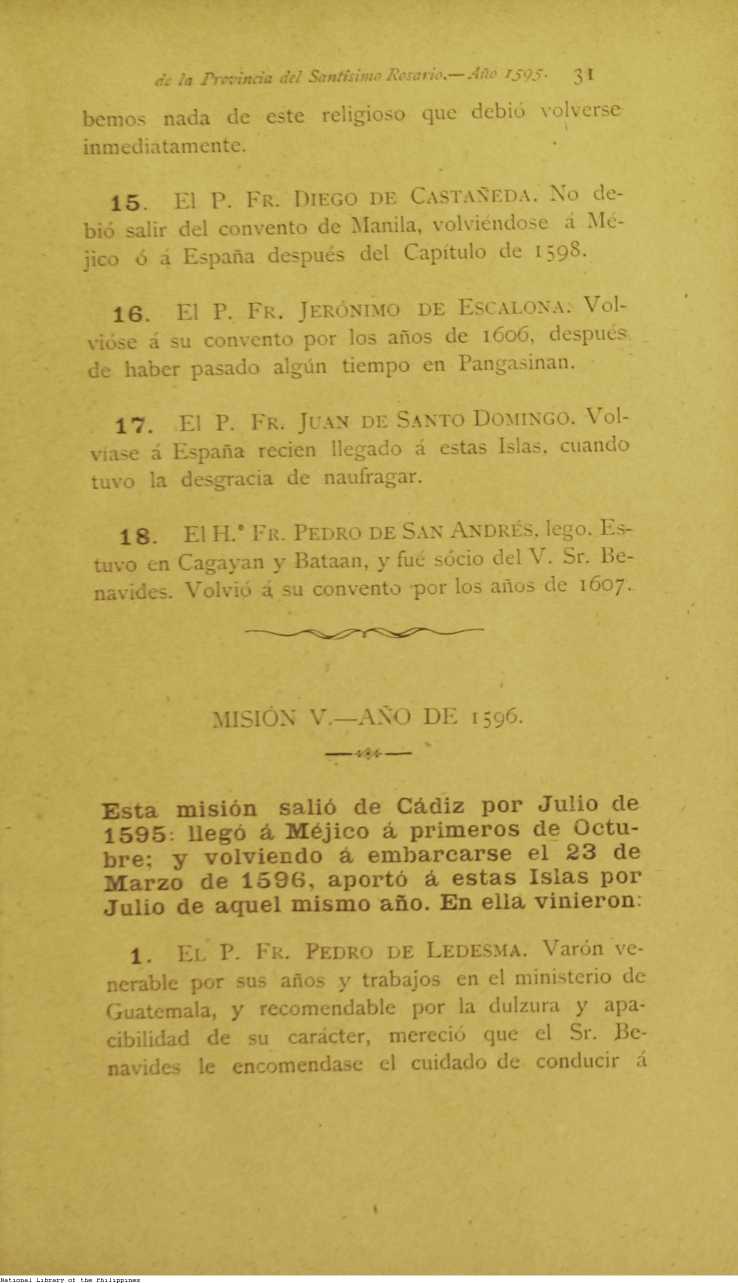 de la Provincia del Santísimo Rosario.—Año 1595. 31
bemos nada de este religioso que debió volverse
inmediatamente.
15. El P. Fr. Diego de Castañeda. No de-
bió salir del convento de Manila, volviéndose á Mé-
jico ó á España después del Capítulo de 1598.
16. El P. Fr. Jerónimo de Escalona. Vol-
vióse á su convento por los años de 1606, después
de haber pasado algún tiempo en Pangasinan.
17. El P. Fr. Juan de Santo Domingo. Vol-
víase á España recien llegado á estas Islas, cuando
tuvo la desgracia de naufragar.
18. El H.º Fr. Pedro de San Andrés, lego. Es-
tuvo en Cagayan y Bataan, y fué sócio del V. Sr. Be-
navides. Volvió á su convento por los años de 1607.
MISIÓN V.—AÑO DE 1596.
Esta misión salió de Cádiz por Julio de
1595: llegó á Méjico á primeros de Octu-
bre; y volviendo á embarcarse el 23 de
Marzo de 1596, aportó á estas Islas por
Julio de aquel mismo año. En ella vinieron:
1. El P. Fr. Pedro de Ledesma. Varón ve-
nerable por sus años y trabajos en el ministerio de
Guatemala, y recomendable por la dulzura y apa-
cibilidad de su carácter, mereció que el Sr. Be-
navides le encomendase el cuidado de conducir á
National Library of the Philippines